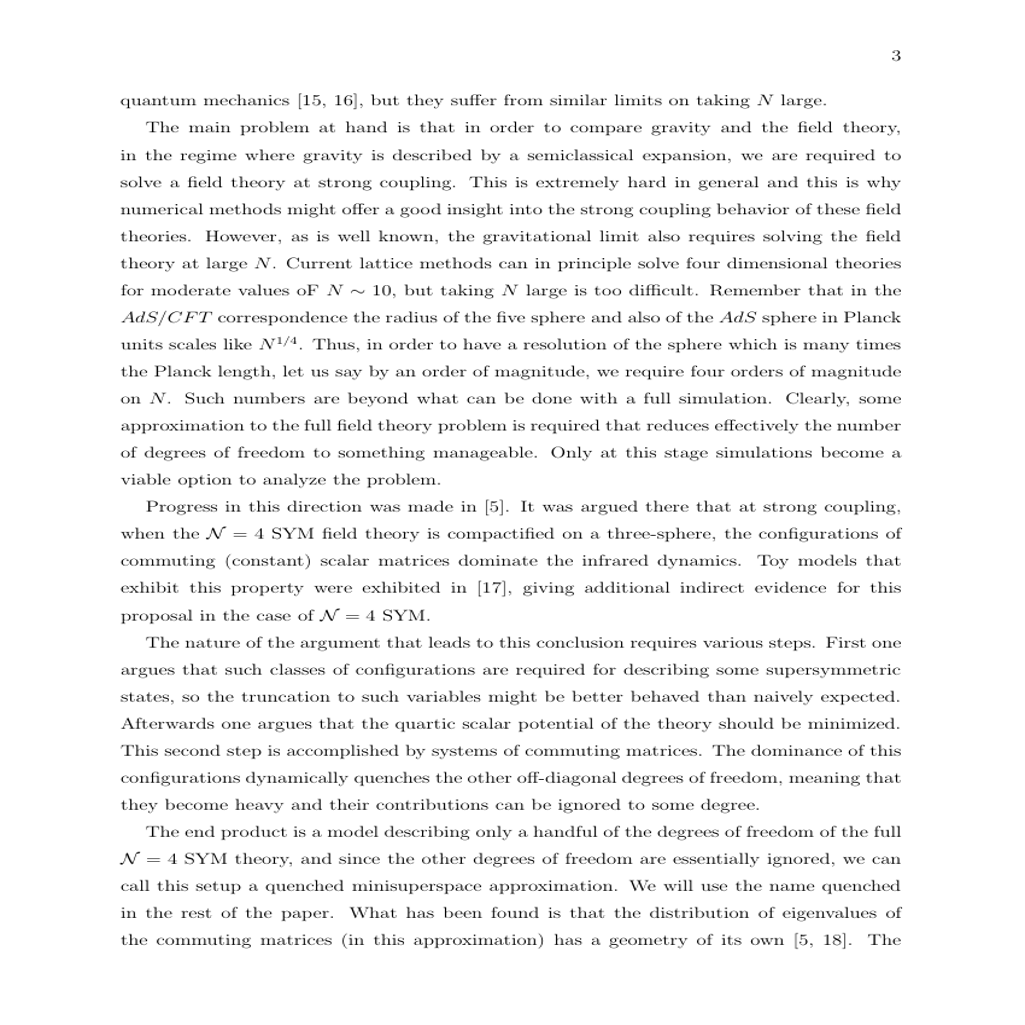 3
quantum mechanics [15, 16], but they suffer from similar limits on taking N large.
The main problem at hand is that in order to compare gravity and the field theory,
in the regime where gravity is described by a semiclassical expansion, we are required to
solve a field theory at strong coupling. This is extremely hard in general and this is why
numerical methods might offer a good insight into the strong coupling behavior of these field
theories. However, as is well known, the gravitational limit also requires solving the field
theory at large N. Current lattice methods can in principle solve four dimensional theories
for moderate values oF N ∼ 10, but taking N large is too difficult. Remember that in the
AdS/CFT correspondence the radius of the five sphere and also of the AdS sphere in Planck
units scales like N^{1/4}. Thus, in order to have a resolution of the sphere which is many times
the Planck length, let us say by an order of magnitude, we require four orders of magnitude
on N. Such numbers are beyond what can be done with a full simulation. Clearly, some
approximation to the full field theory problem is required that reduces effectively the number
of degrees of freedom to something manageable. Only at this stage simulations become a
viable option to analyze the problem.
Progress in this direction was made in [5]. It was argued there that at strong coupling,
when the 𝒩 = 4 SYM field theory is compactified on a three-sphere, the configurations of
commuting (constant) scalar matrices dominate the infrared dynamics. Toy models that
exhibit this property were exhibited in [17], giving additional indirect evidence for this
proposal in the case of 𝒩 = 4 SYM.
The nature of the argument that leads to this conclusion requires various steps. First one
argues that such classes of configurations are required for describing some supersymmetric
states, so the truncation to such variables might be better behaved than naively expected.
Afterwards one argues that the quartic scalar potential of the theory should be minimized.
This second step is accomplished by systems of commuting matrices. The dominance of this
configurations dynamically quenches the other off-diagonal degrees of freedom, meaning that
they become heavy and their contributions can be ignored to some degree.
The end product is a model describing only a handful of the degrees of freedom of the full
𝒩 = 4 SYM theory, and since the other degrees of freedom are essentially ignored, we can
call this setup a quenched minisuperspace approximation. We will use the name quenched
in the rest of the paper. What has been found is that the distribution of eigenvalues of
the commuting matrices (in this approximation) has a geometry of its own [5, 18]. The